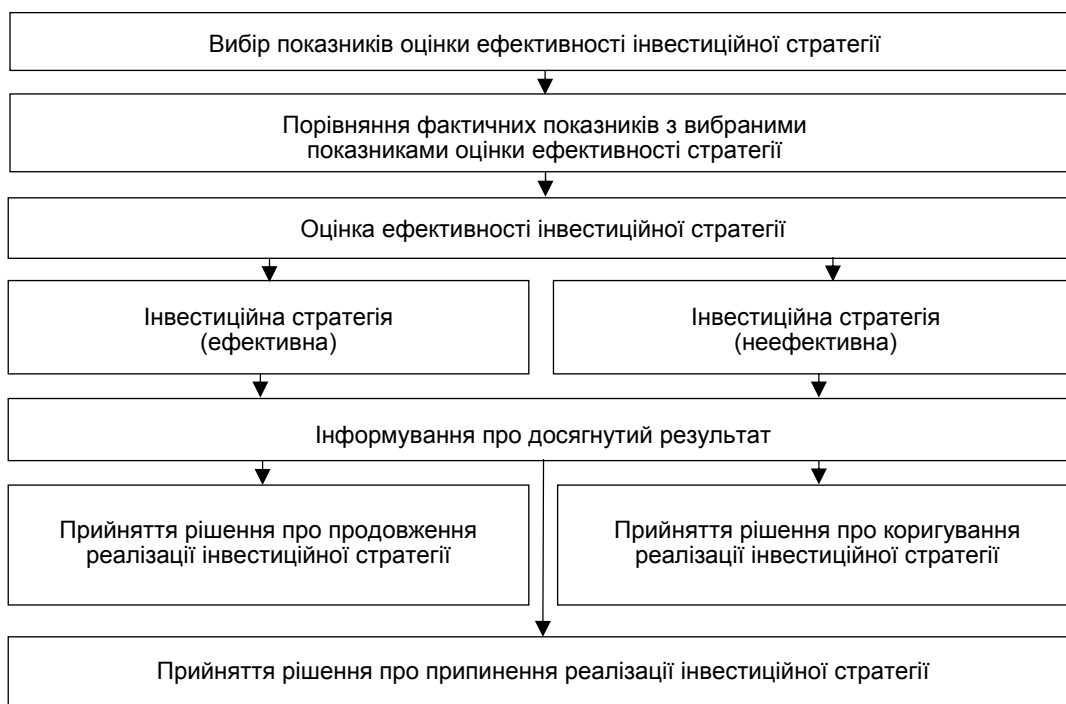 Вибір показників оцінки ефективності інвестиційної стратегії
Порівняння фактичних показників з вибраними
показниками оцінки ефективності стратегії
Оцінка ефективності інвестиційної стратегії
Інвестиційна стратегія
(ефективна)
Інвестиційна стратегія
(неефективна)
Інформування про досягнутий результат
Прийняття рішення про продовження
реалізації інвестиційної стратегії
Прийняття рішення про коригування
реалізації інвестиційної стратегії
Прийняття рішення про припинення реалізації інвестиційної стратегії